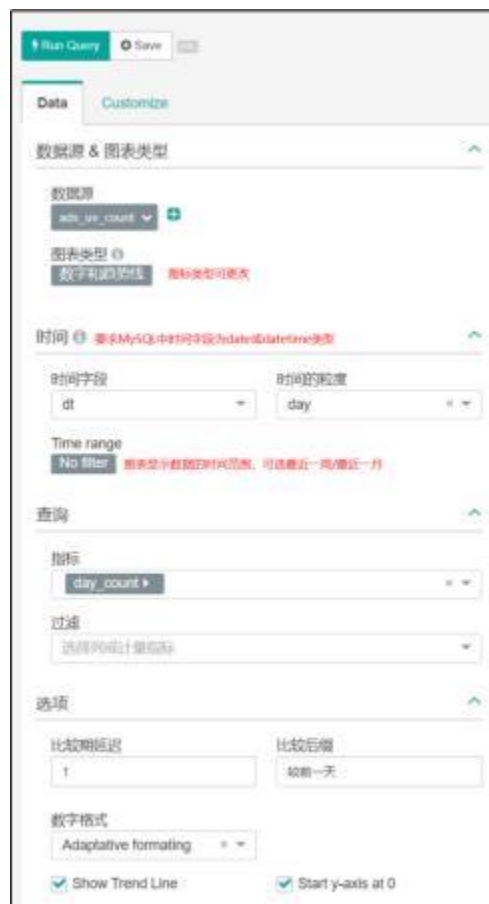 Run Query Save
Data Customize
数据源 & 图表类型
数据源
ads_uv_count
图表类型
数字和趋势线 图标类型可更改
时间 要求MySQL中时间字段为date或datetime类型
时间字段 时间的粒度
dt day
Time range
No filter 图表显示数据的时间范围,可选最近一周/最近一月
查询
指标
day_count
过滤
选择列或计量指标
选项
比较期延迟 比较后缀
1 较前一天
数字格式
Adaptative formating
Show Trend Line Start y-axis at 0